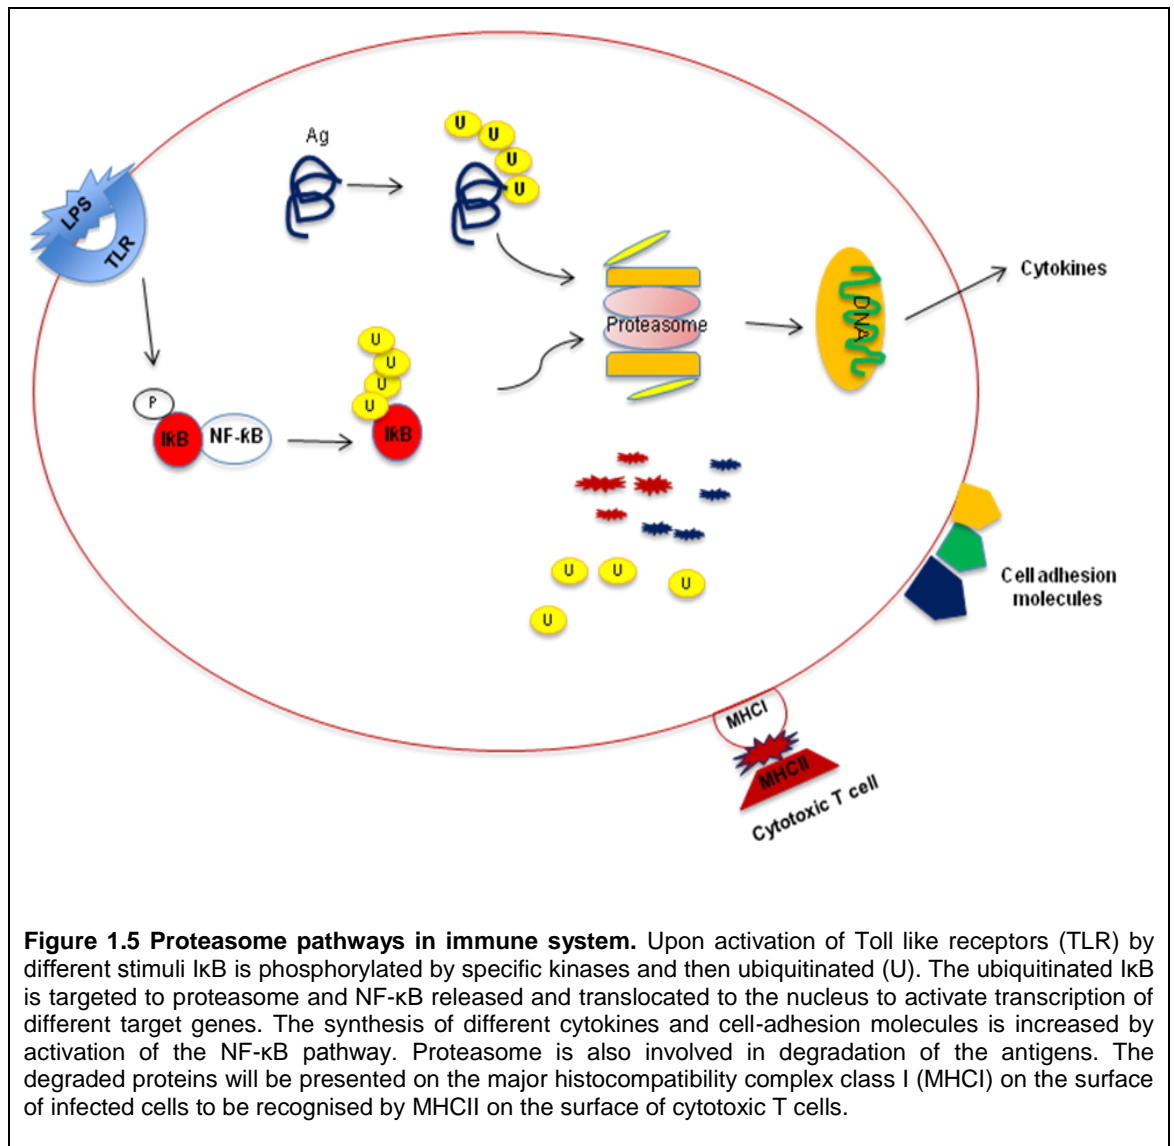 Ag
U
U
U
U
LPS
TLR
Cytokines
DNA
Proteasome
U
U
U
U
P
IƙB
NF-ƙB
IƙB
U
U
U
U
Cell adhesion
molecules
MHCI
MHCII
Cytotoxic T cell
Figure 1.5 Proteasome pathways in immune system. Upon activation of Toll like receptors (TLR) by
different stimuli IκB is phosphorylated by specific kinases and then ubiquitinated (U). The ubiquitinated IκB
is targeted to proteasome and NF-κB released and translocated to the nucleus to activate transcription of
different target genes. The synthesis of different cytokines and cell-adhesion molecules is increased by
activation of the NF-κB pathway. Proteasome is also involved in degradation of the antigens. The
degraded proteins will be presented on the major histocompatibility complex class I (MHCI) on the surface
of infected cells to be recognised by MHCII on the surface of cytotoxic T cells.